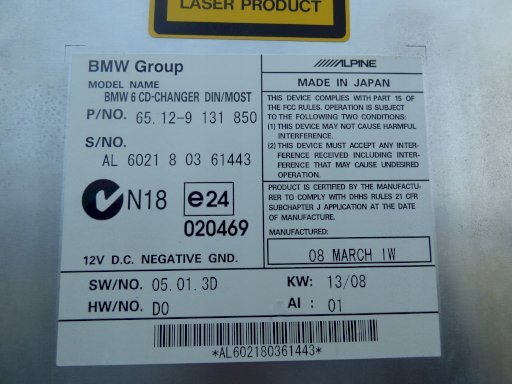 LASER PRODUCT
BMW Group
MODEL NAME
BMW 6 CD-CHANGER DIN/MOST
P/NO. 65.12-9 131 850
S/NO.
AL 6021 8 03 61443
N18
e24
020469
12V D.C. NEGATIVE GND.
ALPINE
MADE IN JAPAN
THIS DEVICE COMPLIES WITH PART 15 OF
THE FCC RULES. OPERATION IS SUBJECT
TO THE FOLLOWING TWO CONDITIONS:
(1) THIS DEVICE MAY NOT CAUSE HARMFUL
INTERFERENCE.
(2) THIS DEVICE MUST ACCEPT ANY INTER-
FERENCE RECEIVED INCLUDING INTER-
FERENCE THAT MAY CAUSE UNDESIRED
OPERATION.
PRODUCT IS CERTIFIED BY THE MANUFACTU-
RER TO COMPLY WITH DHHS RULES 21 CFR
SUBCHAPTER J APPLICATION AT THE DATE
OF MANUFACTURE.
MANUFACTURED:
08 MARCH IW
SW/NO. 05.01.3D
KW: 13/08
HW/NO. D0
AI : 01
*AL602180361443*